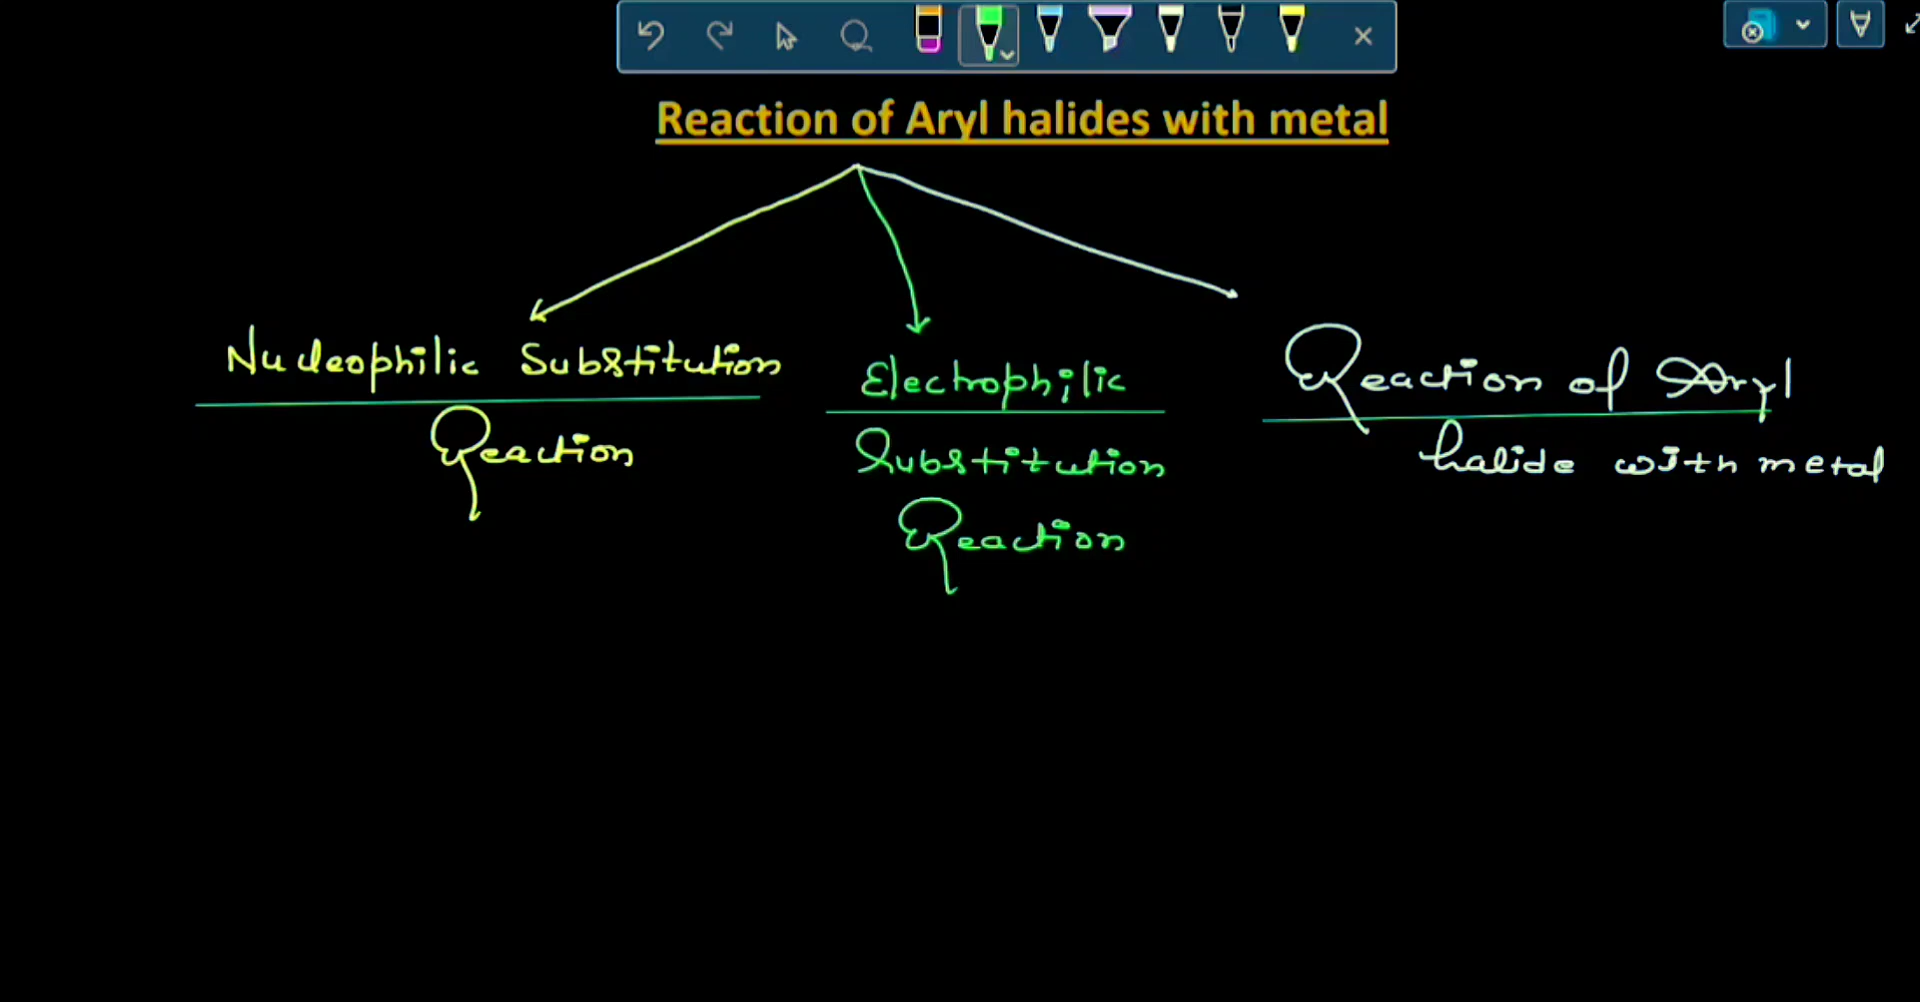 Reaction of Aryl halides with metal
Nucleophilic Substitution
Reaction
Electrophilic
Substitution
Reaction
Reaction of Aryl
halide with metal